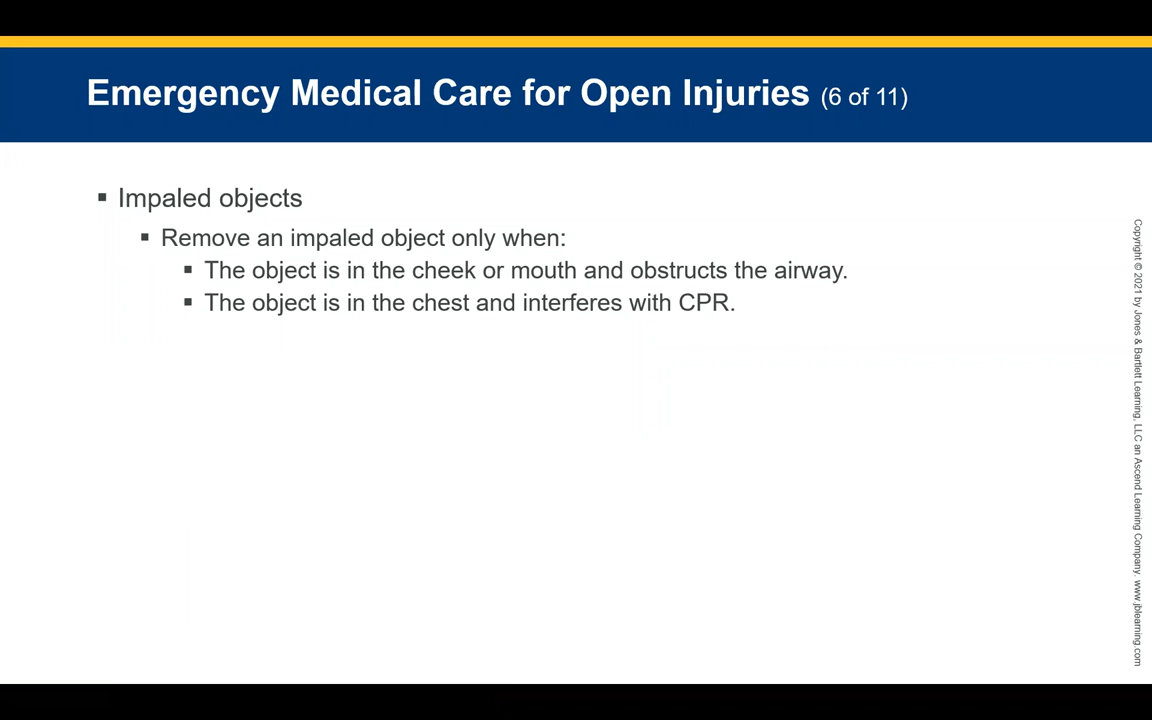 Emergency Medical Care for Open Injuries (6 of 11)
▪ Impaled objects
▪ Remove an impaled object only when:
▪ The object is in the cheek or mouth and obstructs the airway.
▪ The object is in the chest and interferes with CPR.
Copyright © 2021 by Jones & Bartlett Learning, LLC an Ascend Learning Company. www.jblearning.com